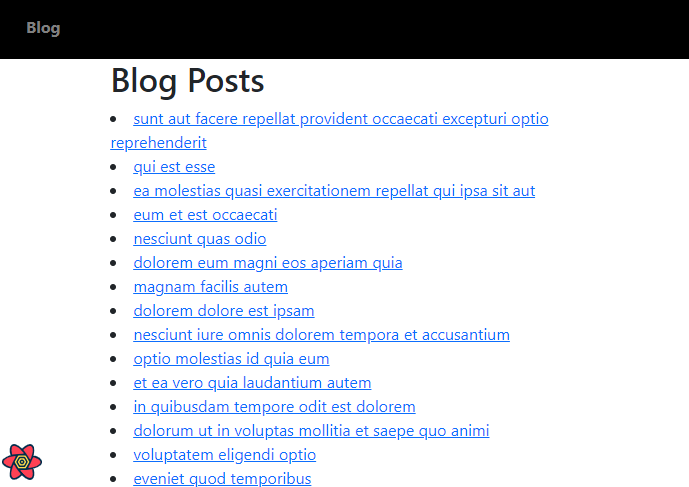 Blog
Blog Posts
sunt aut facere repellat provident occaecati excepturi optio
reprehenderit
qui est esse
ea molestias quasi exercitationem repellat qui ipsa sit aut
eum et est occaecati
nesciunt quas odio
dolorem eum magni eos aperiam quia
magnam facilis autem
dolorem dolore est ipsam
nesciunt iure omnis dolorem tempora et accusantium
optio molestias id quia eum
et ea vero quia laudantium autem
in quibusdam tempore odit est dolorem
dolorum ut in voluptas mollitia et saepe quo animi
voluptatem eligendi optio
eveniet quod temporibus